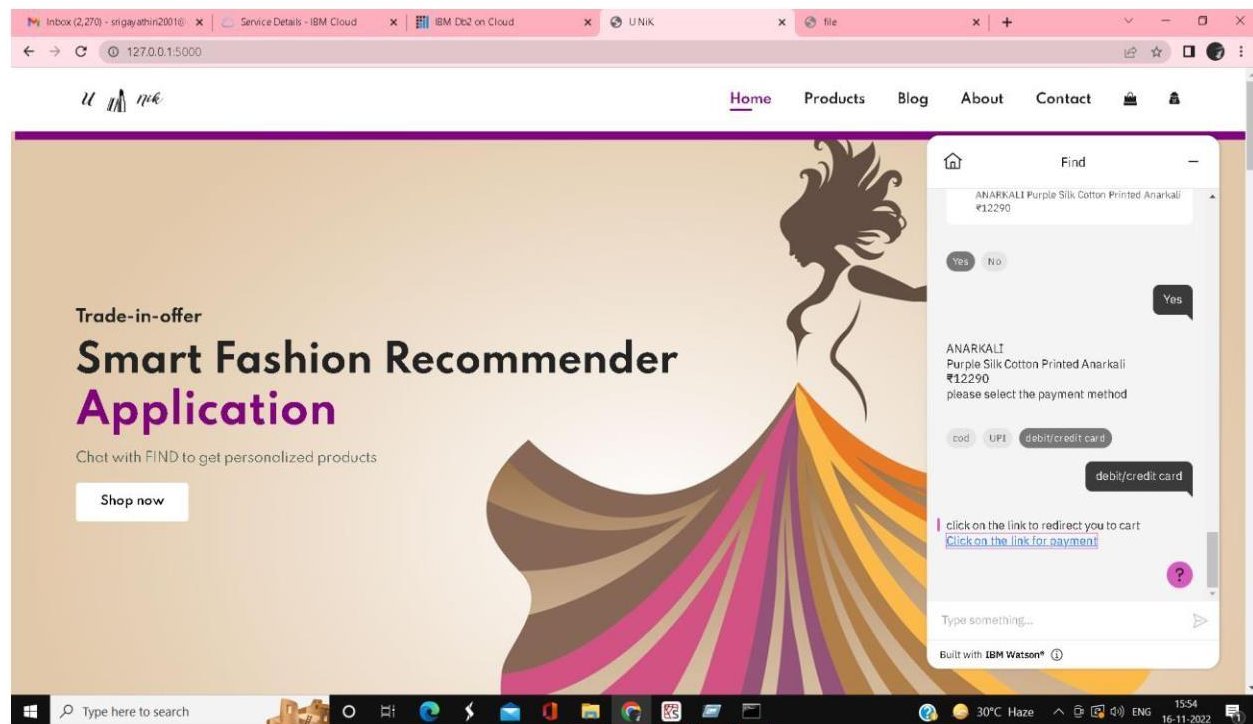 Inbox (2,270) - srigayathiri2001@
Service Details - IBM Cloud
IBM Db2 on Cloud
UNiK
file
127.0.0.1:5000
U nik
Home
Products
Blog
About
Contact
Trade-in-offer
Smart Fashion Recommender
Application
Chat with FIND to get personalized products
Shop now
Find
ANARKALI Purple Silk Cotton Printed Anarkali
₹12290
Yes No
Yes
ANARKALI
Purple Silk Cotton Printed Anarkali
₹12290
please select the payment method
cod UPI debit/credit card
debit/credit card
click on the link to redirect you to cart
Click on the link for payment
?
Type something...
Built with IBM Watson®
Type here to search
30°C Haze
ENG
15:54
16-11-2022